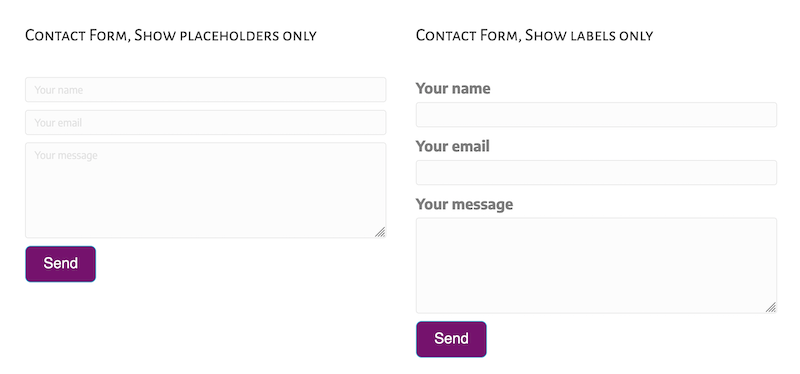 Contact Form, Show placeholders only
Your name
Your email
Your message
Send
Contact Form, Show labels only
Your name
Your email
Your message
Send